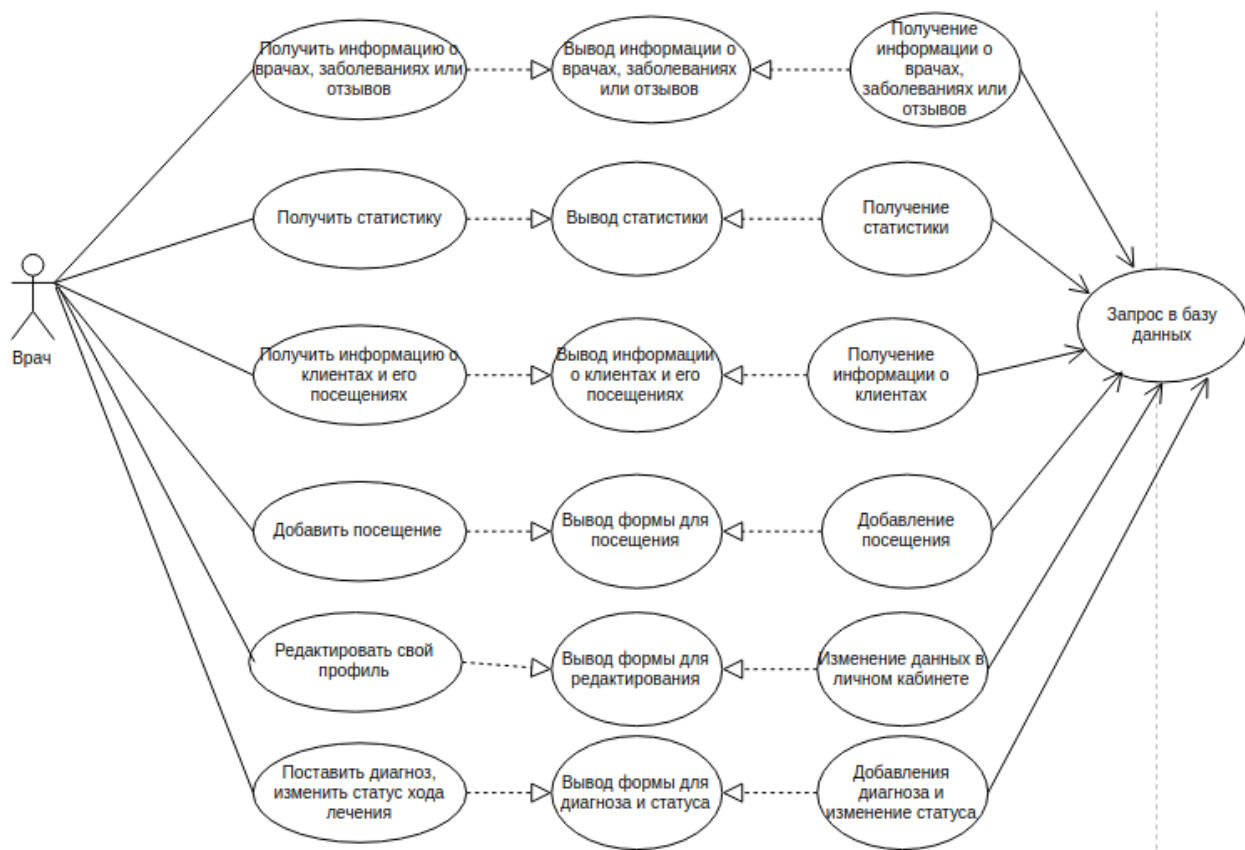 Получить информацию о
врачах, заболеваниях или
отзывов
Вывод информации о
врачах, заболеваниях
или отзывов
Получение
информации о
врачах,
заболеваниях или
отзывов
Получить статистику
Вывод статистики
Получение
статистики
Врач
Запрос в базу
данных
Получить информацию о
клиентах и его
посещениях
Вывод информации
о клиентах и его
посещениях
Получение
информации о
клиентах
Добавить посещение
Вывод формы для
посещения
Добавление
посещения
Редактировать свой
профиль
Вывод формы для
редактирования
Изменение данных в
личном кабинете
Поставить диагноз,
изменить статус хода
лечения
Вывод формы для
диагноза и статуса
Добавления
диагноза и
изменение статуса